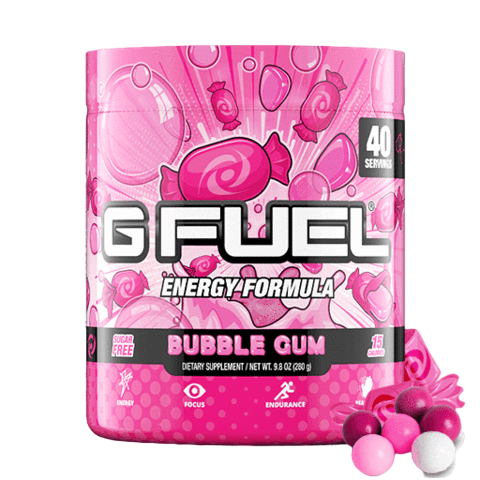 40
SERVINGS
G FUEL®
ENERGY FORMULA
SUGAR
FREE
BUBBLE GUM
15
CALORIES
DIETARY SUPPLEMENT / NET WT. 9.8 OZ (280 g)
ENERGY
FOCUS
ENDURANCE